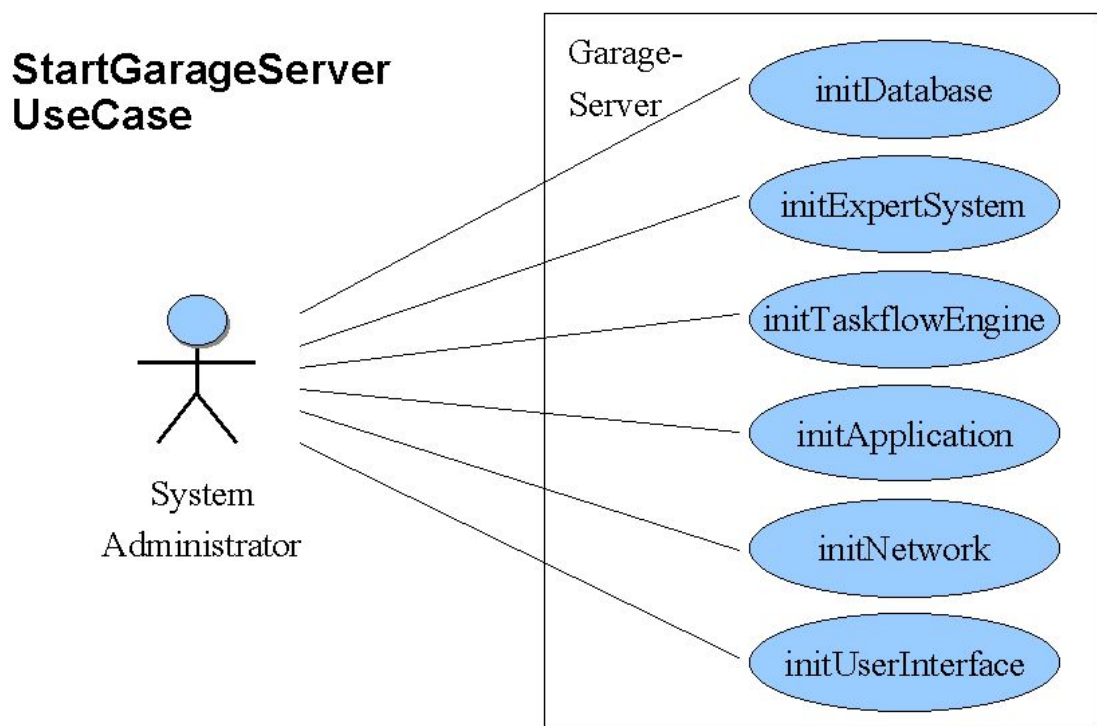 StartGarageServer
UseCase
Garage-
Server
initDatabase
initExpertSystem
initTaskflowEngine
initApplication
initNetwork
initUserInterface
System
Administrator